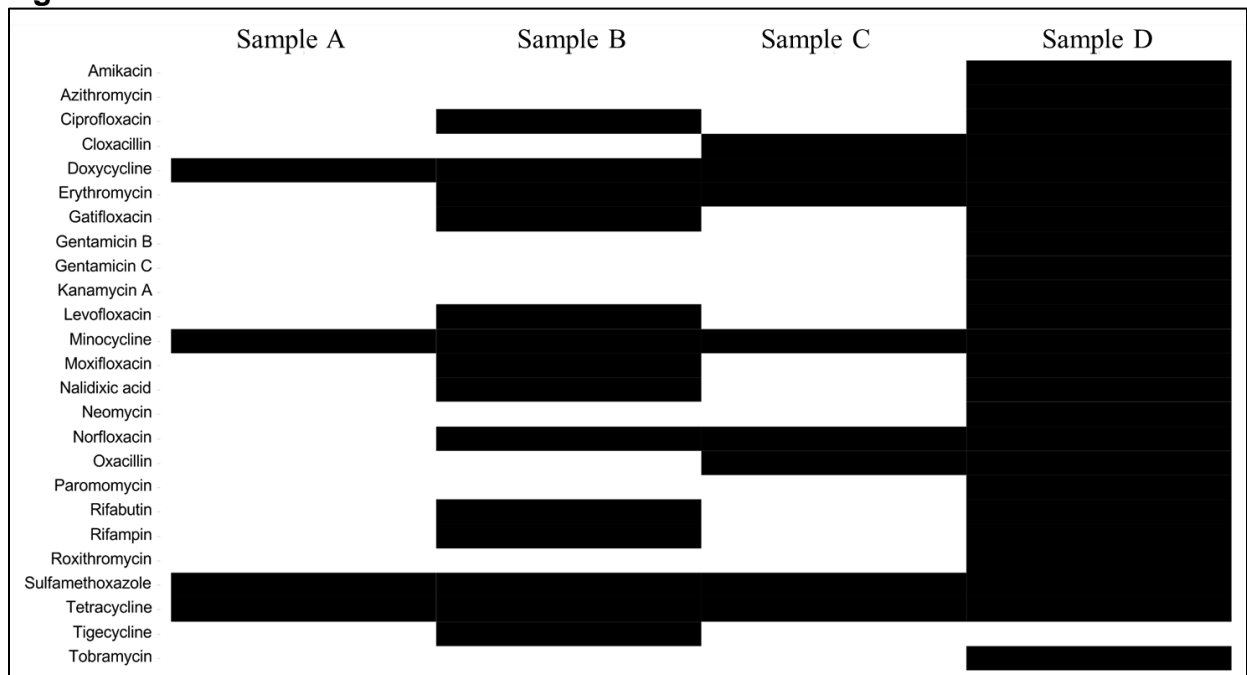 Sample A Sample B Sample C Sample D
Amikacin
Azithromycin
Ciprofloxacin
Cloxacillin
Doxycycline
Erythromycin
Gatifloxacin
Gentamicin B
Gentamicin C
Kanamycin A
Levofloxacin
Minocycline
Moxifloxacin
Nalidixic acid
Neomycin
Norfloxacin
Oxacillin
Paromomycin
Rifabutin
Rifampin
Roxithromycin
Sulfamethoxazole
Tetracycline
Tigecycline
Tobramycin